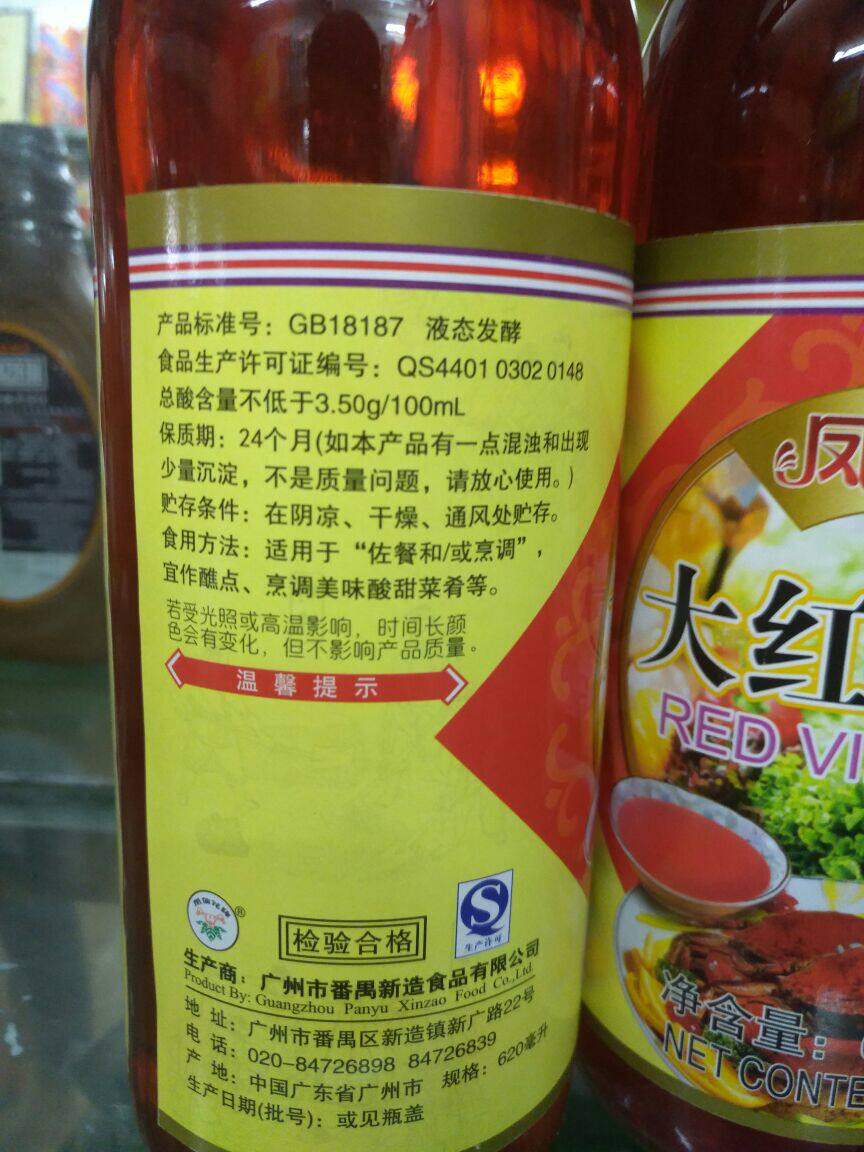 产品标准号：GB18187 液态发酵
食品生产许可证编号：QS4401 0302 0148
总酸含量不低于3.50g/100mL
保质期：24个月(如本产品有一点混浊和出现
少量沉淀，不是质量问题，请放心使用。)
贮存条件：在阴凉、干燥、通风处贮存。
食用方法：适用于“佐餐和/或烹调”，
宜作蘸点、烹调美味酸甜菜肴等。
若受光照或高温影响，时间长颜
色会有变化，但不影响产品质量。
温馨提示
检验合格
生产许可
生产商：广州市番禺新造食品有限公司
Product By: Guangzhou Panyu Xinzao Food Co.,Ltd.
地 址：广州市番禺区新造镇新广路22号
电 话：020-84726898 84726839
产 地：中国广东省广州市 规格：620毫升
生产日期(批号)：或见瓶盖
凤
大红
RED VI
净含量：
NET CONTE